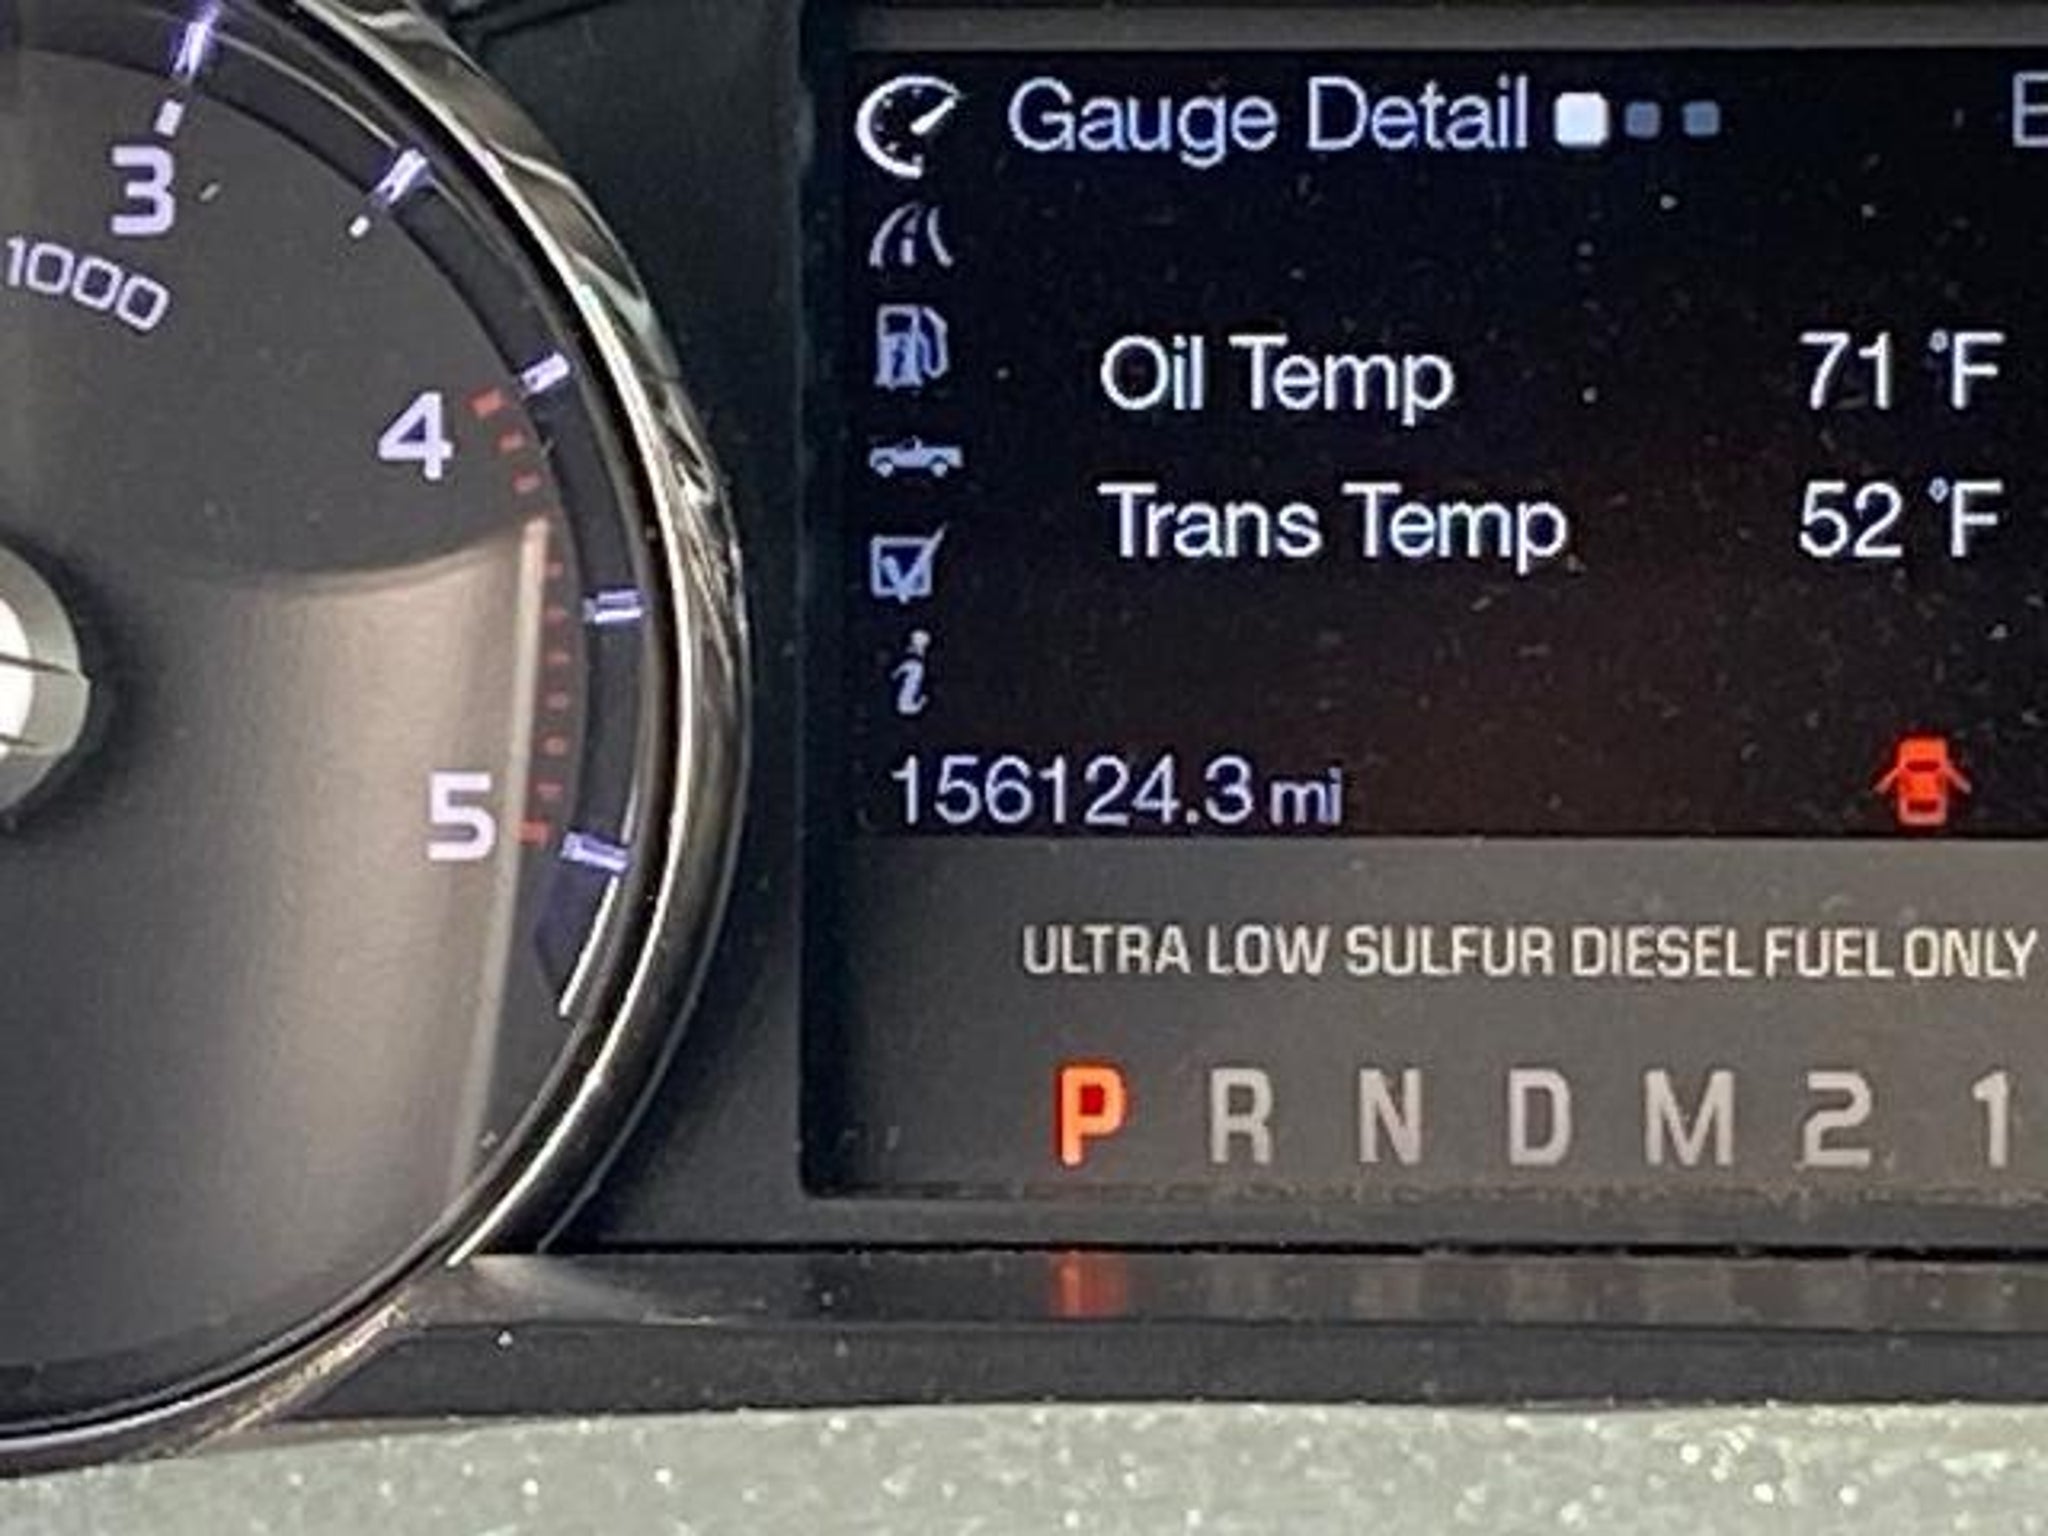 Gauge Detail
3
1000
Oil Temp 71 °F
4
Trans Temp 52 °F
i
156124.3 mi
5
ULTRA LOW SULFUR DIESEL FUEL ONLY
P R N D M 2 1